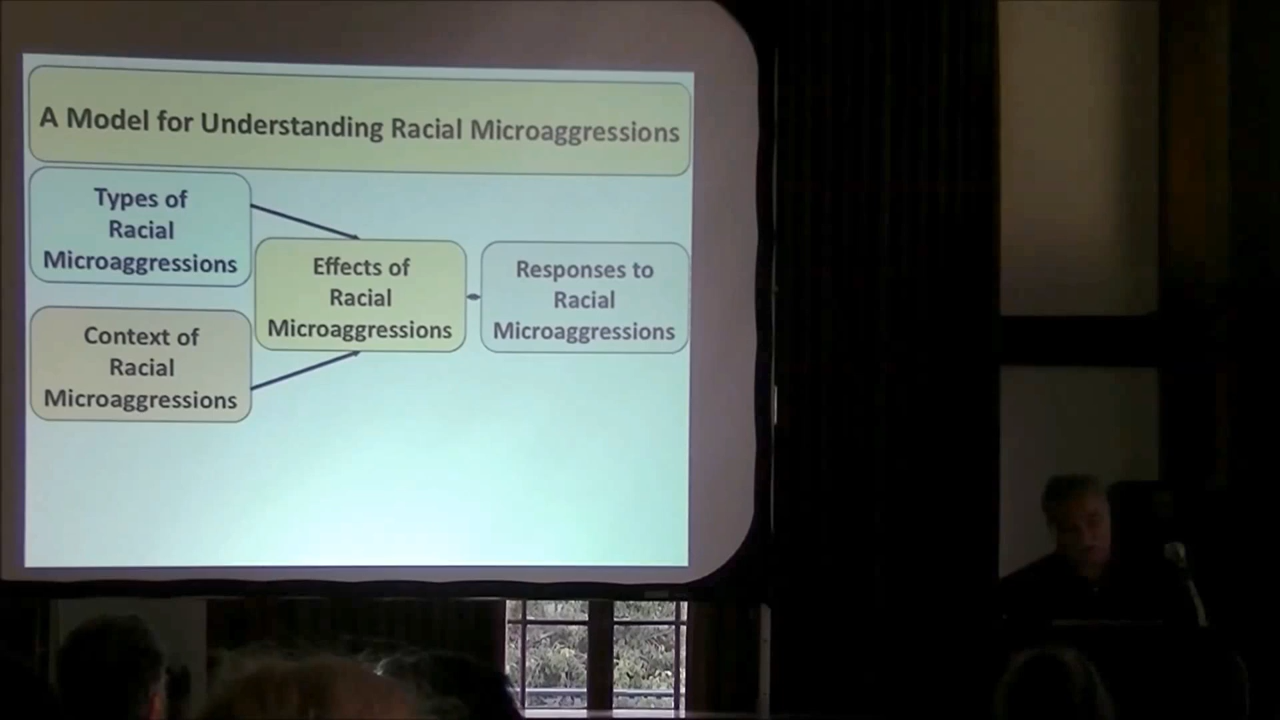 A Model for Understanding Racial Microaggressions
Types of
Racial
Microaggressions
Context of
Racial
Microaggressions
Effects of
Racial
Microaggressions
Responses to
Racial
Microaggressions